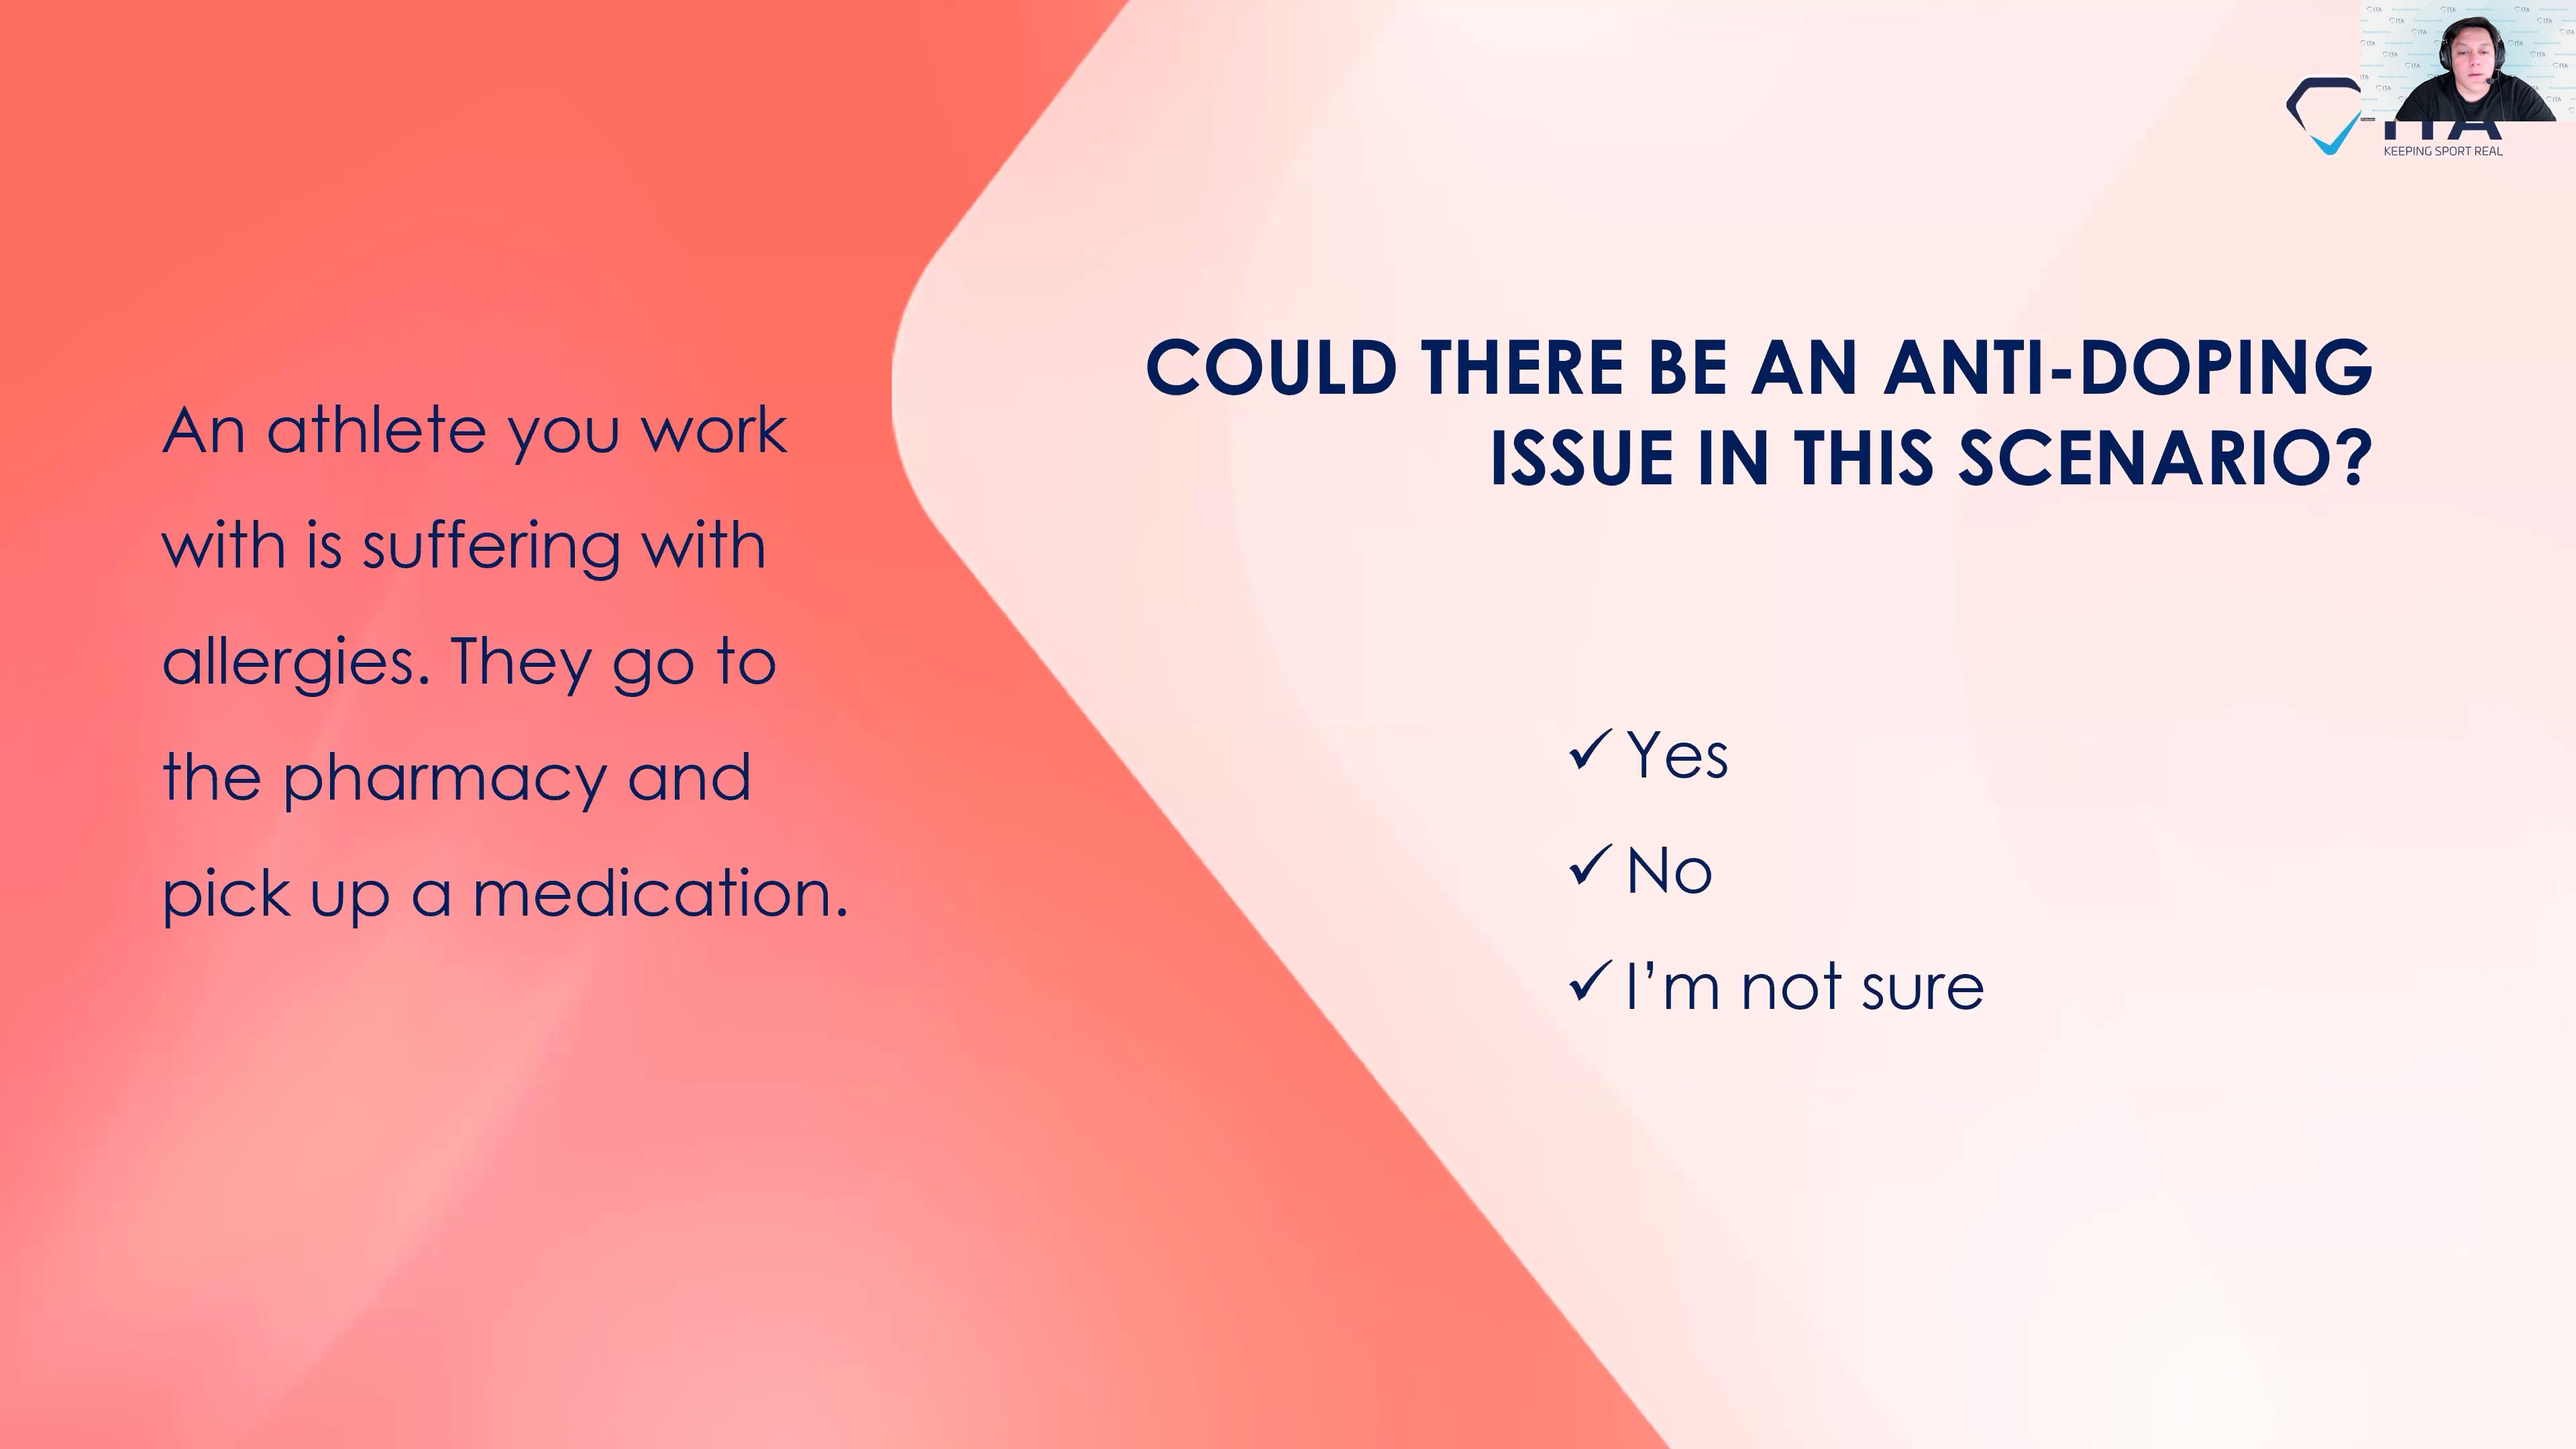 An athlete you work
with is suffering with
allergies. They go to
the pharmacy and
pick up a medication.
COULD THERE BE AN ANTI-DOPING
ISSUE IN THIS SCENARIO?
✓ Yes
✓ No
✓ I’m not sure
ITA
KEEPING SPORT REAL